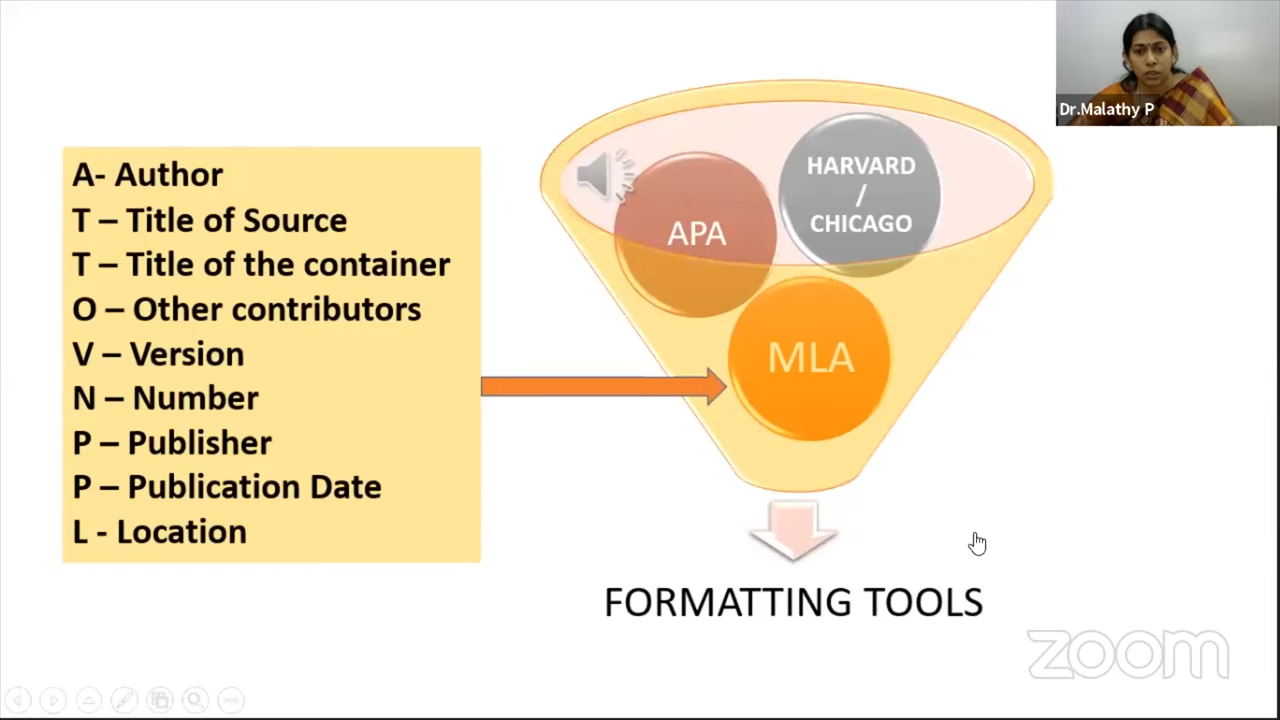 Dr.Malathy P
A- Author
T – Title of Source
T – Title of the container
O – Other contributors
V – Version
N – Number
P – Publisher
P – Publication Date
L - Location
HARVARD
/
CHICAGO
APA
MLA
FORMATTING TOOLS
zoom